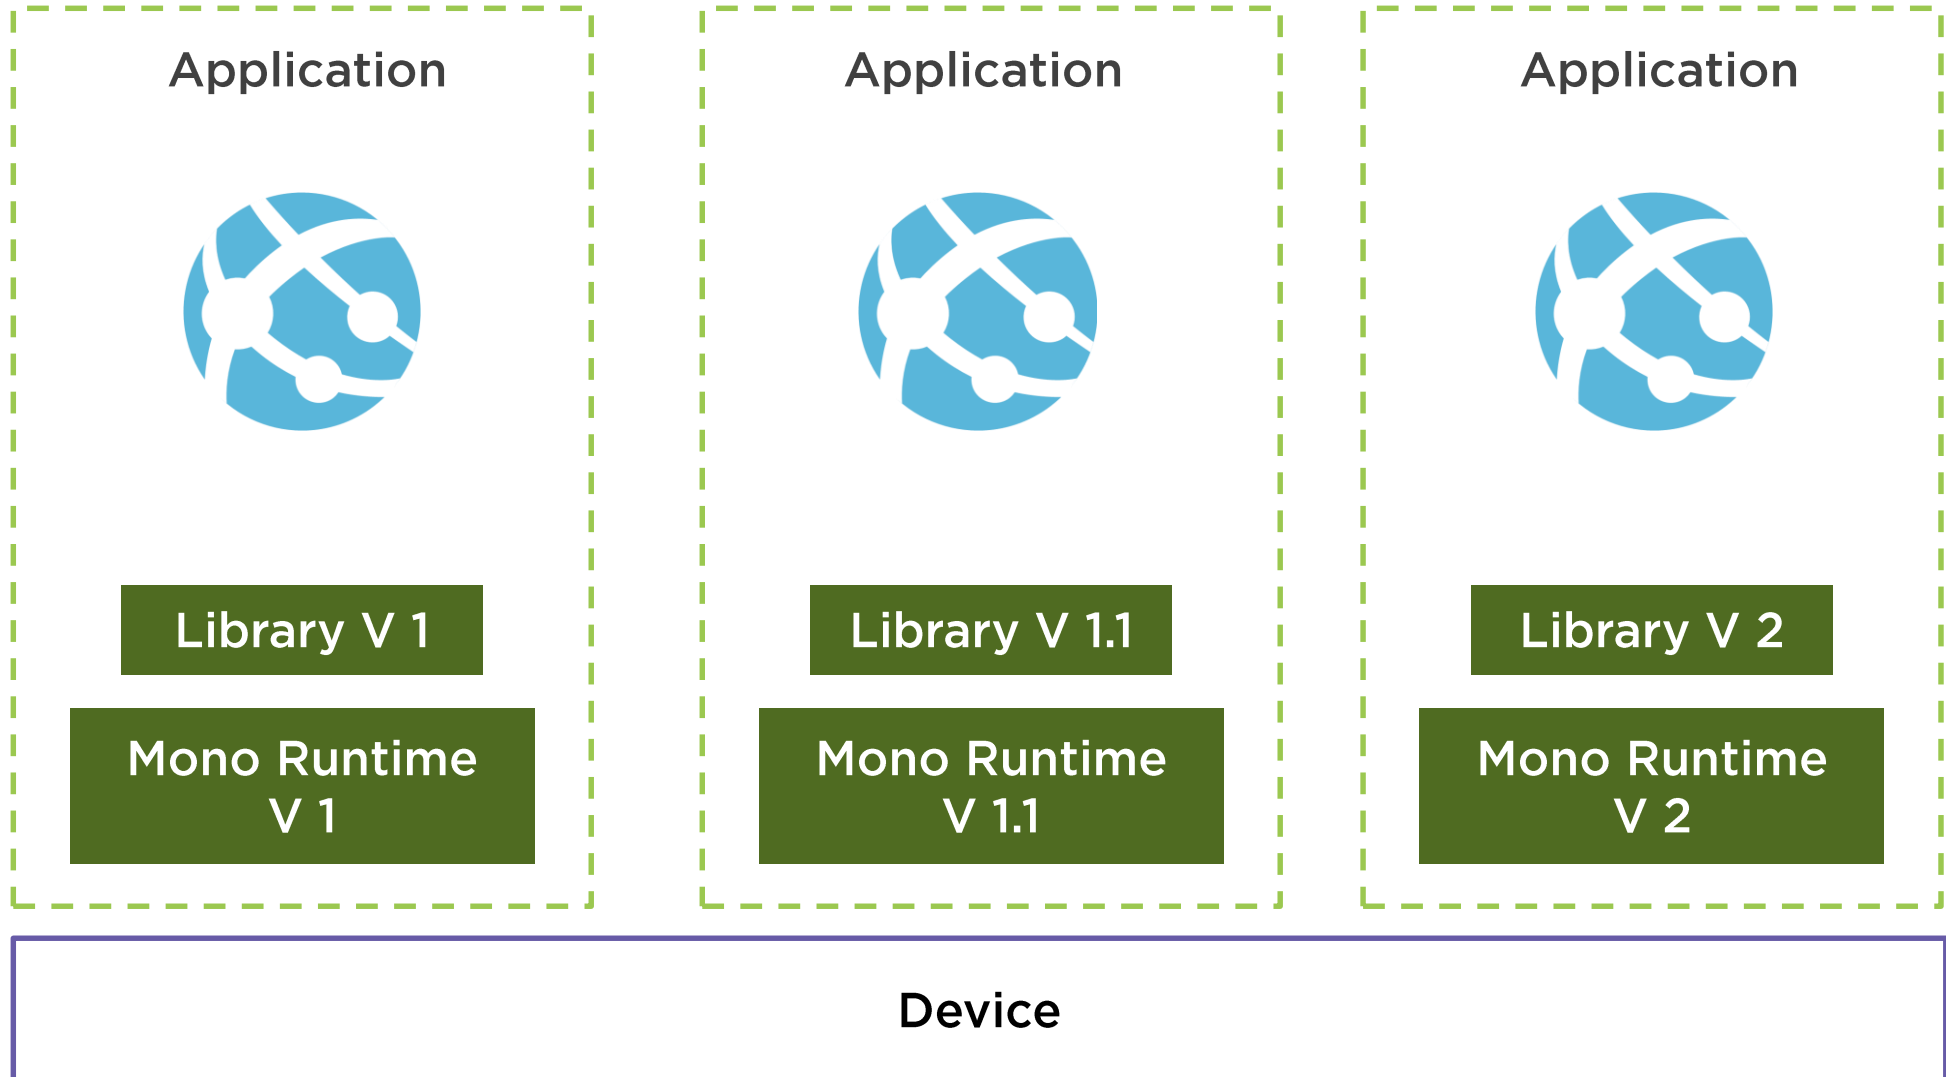 Application
Library V 1
Mono Runtime
V 1
Application
Library V 1.1
Mono Runtime
V 1.1
Application
Library V 2
Mono Runtime
V 2
Device